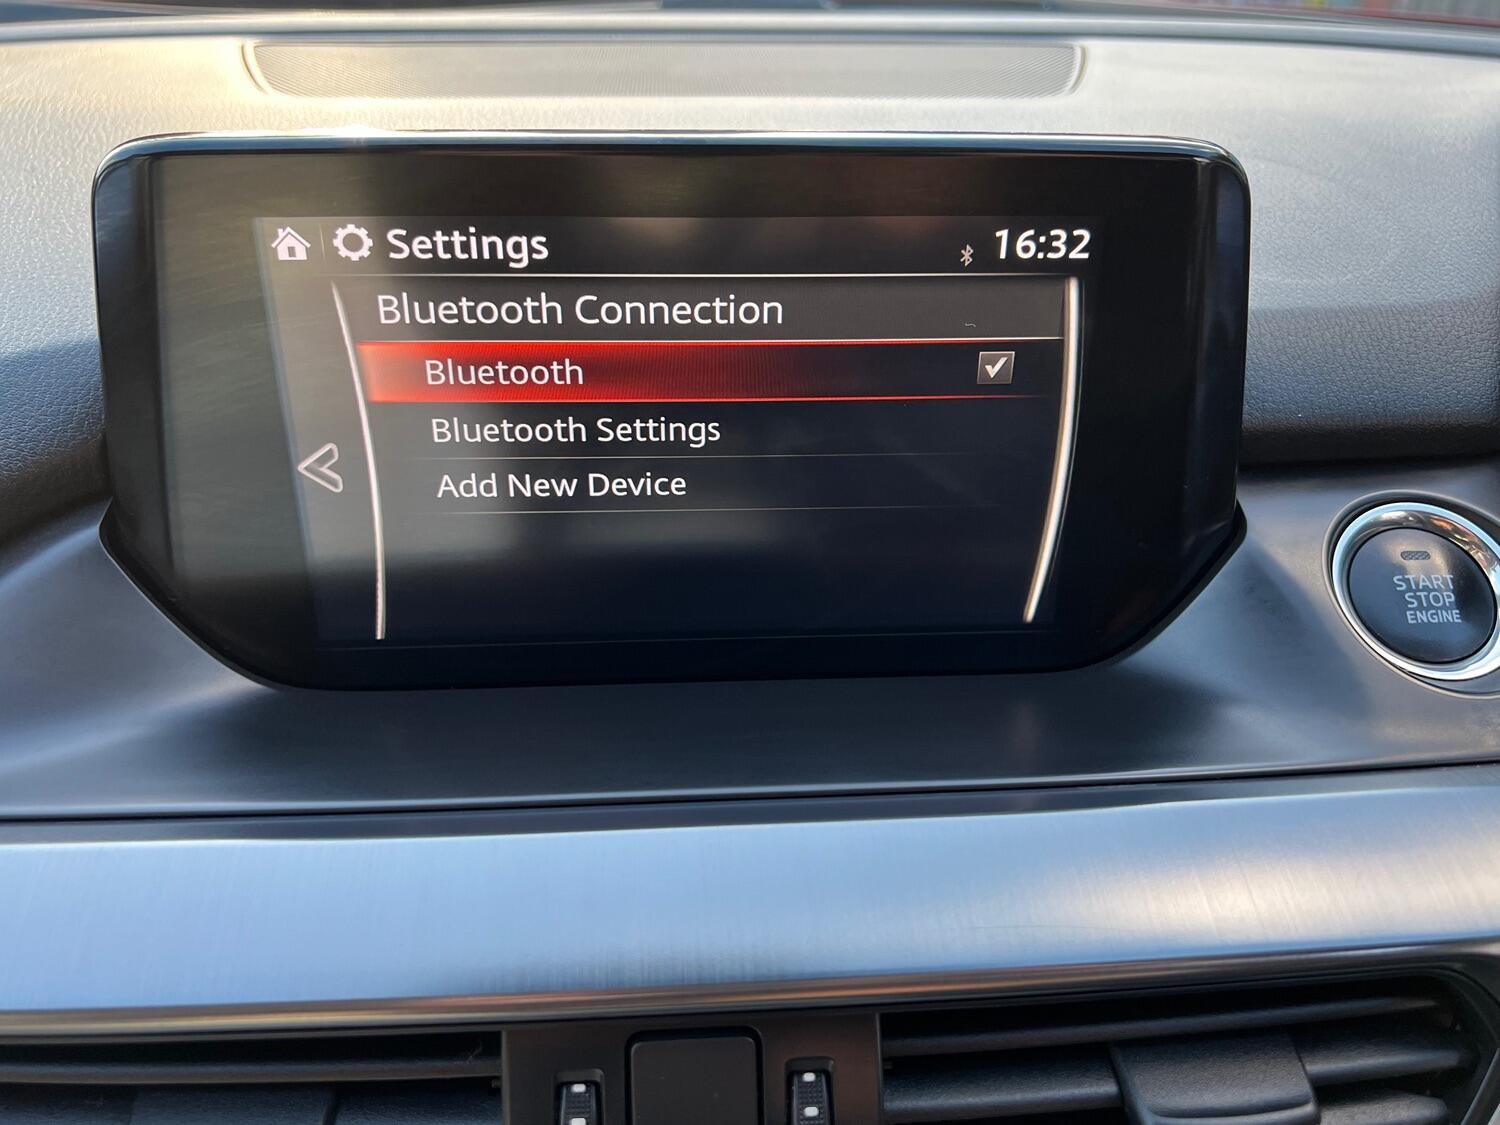 Settings 16:32
Bluetooth Connection
Bluetooth
Bluetooth Settings
Add New Device
START
STOP
ENGINE